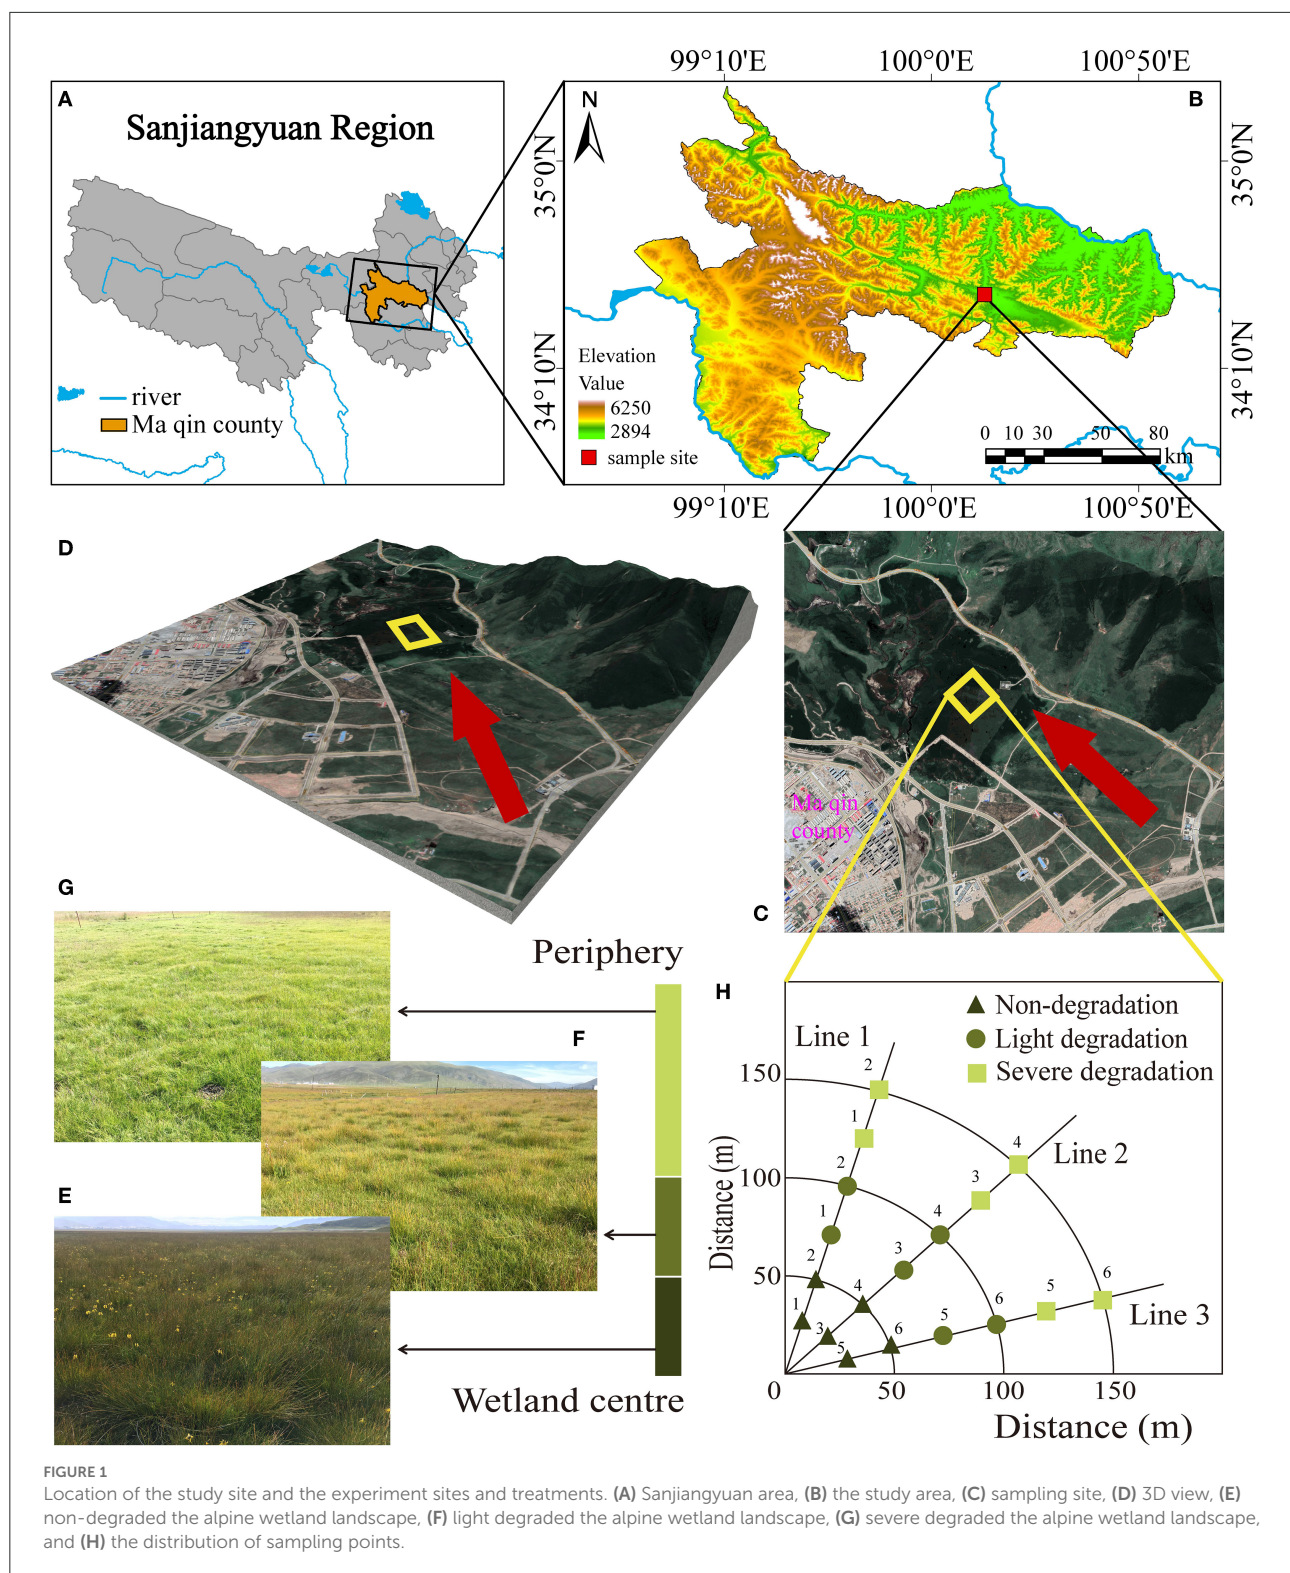 A
Sanjiangyuan Region
river
Ma qin county
99°10'E 100°0'E 100°50'E
N
B
35°0'N
34°10'N
35°0'N
34°10'N
Elevation
Value
6250
2894
sample site
0 10 30 50 80
km
99°10'E 100°0'E 100°50'E
D
Ma qin
county
C
G
Periphery
F
E
Wetland centre
H
Non-degradation
Light degradation
Severe degradation
Line 1
Line 2
Line 3
2
1
2
1
2
1
4
3
4
3
4
3
6
5
6
5
6
5
150
100
50
0 50 100 150
Distance (m)
Distance (m)
FIGURE 1
Location of the study site and the experiment sites and treatments. (A) Sanjiangyuan area, (B) the study area, (C) sampling site, (D) 3D view, (E)
non-degraded the alpine wetland landscape, (F) light degraded the alpine wetland landscape, (G) severe degraded the alpine wetland landscape,
and (H) the distribution of sampling points.